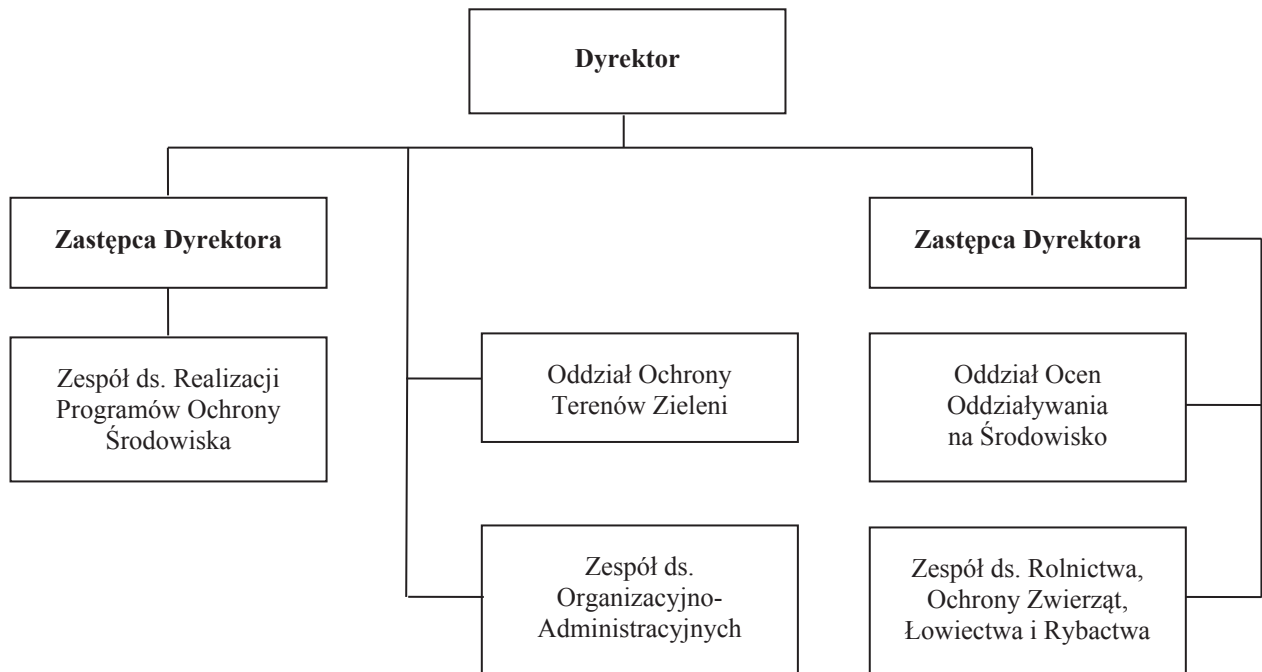 Dyrektor
Zastępca Dyrektora
Zastępca Dyrektora
Zespół ds. Realizacji
Programów Ochrony
Środowiska
Oddział Ochrony
Terenów Zieleni
Oddział Ocen
Oddziaływania
na Środowisko
Zespół ds.
Organizacyjno-
Administracyjnych
Zespół ds. Rolnictwa,
Ochrony Zwierząt,
Łowiectwa i Rybactwa